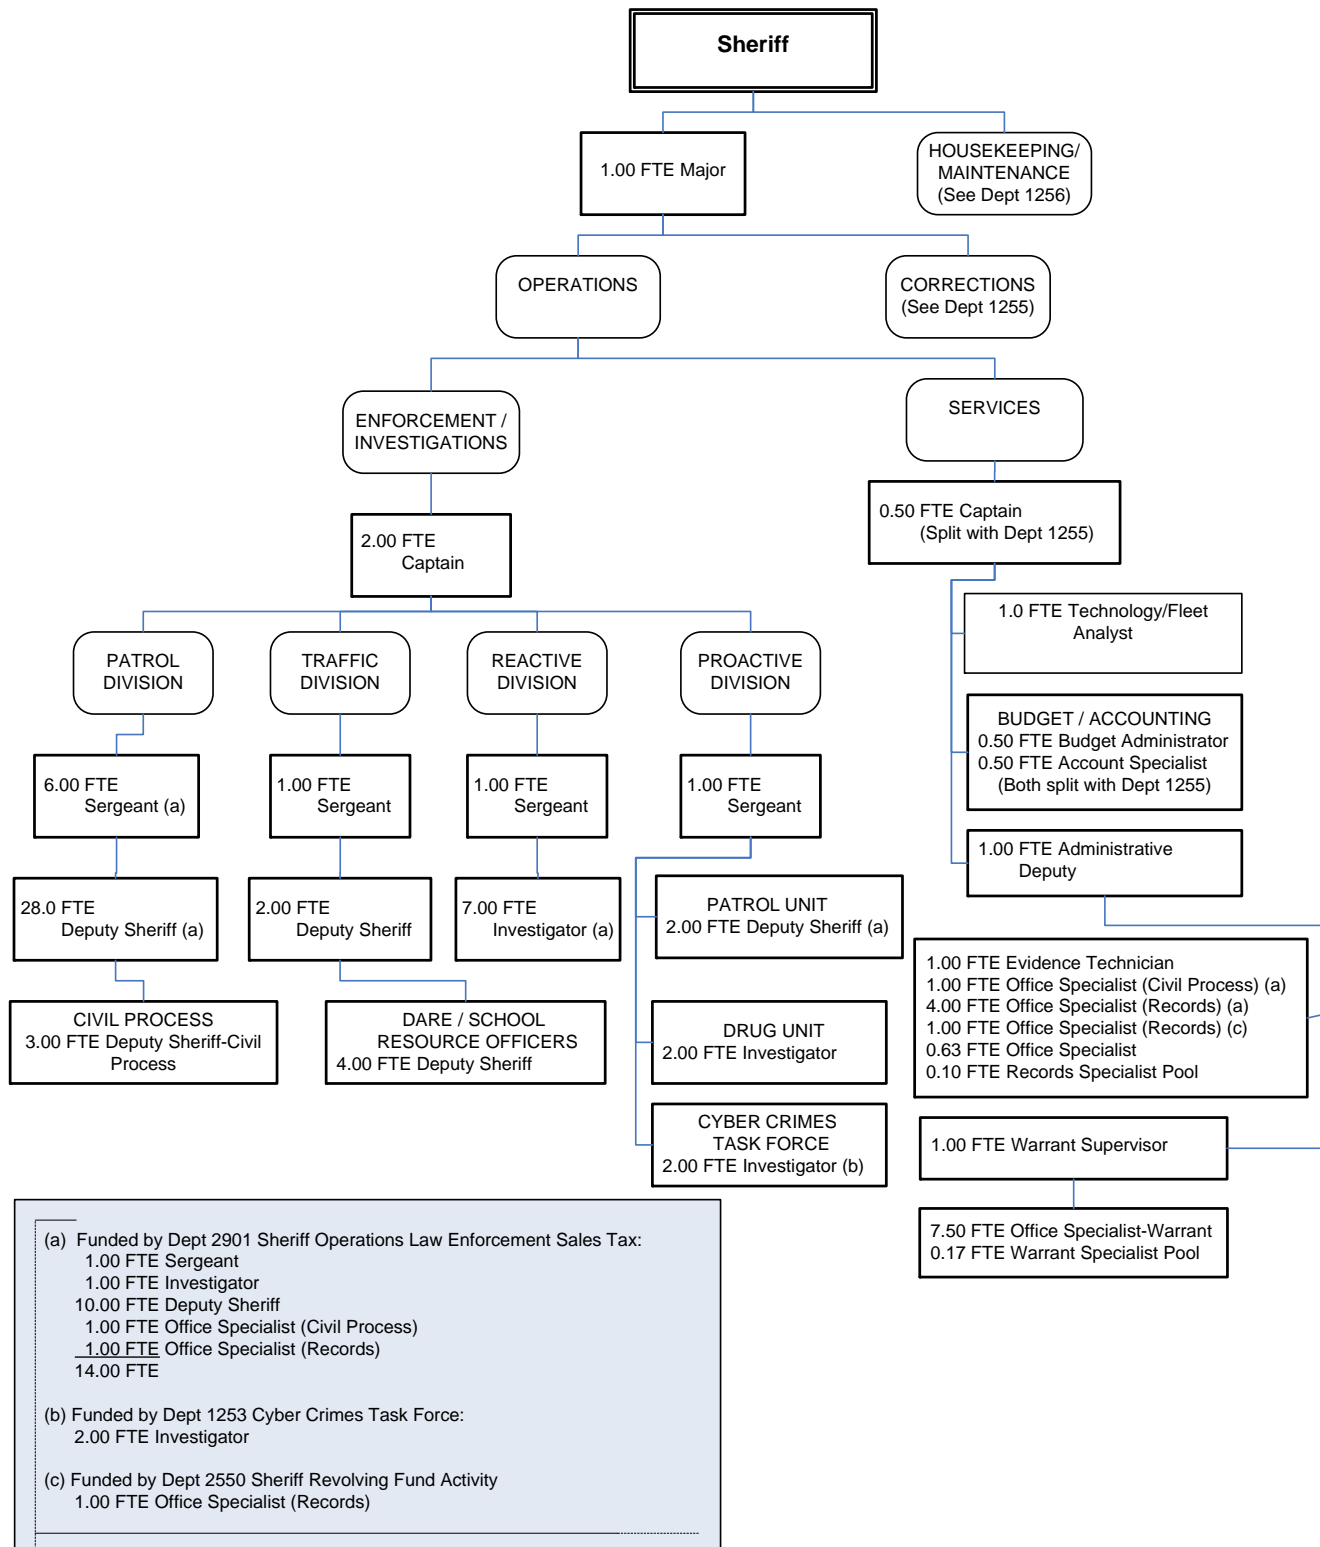 Sheriff
1.00 FTE Major
HOUSEKEEPING/
MAINTENANCE
(See Dept 1256)
OPERATIONS
CORRECTIONS
(See Dept 1255)
ENFORCEMENT /
INVESTIGATIONS
SERVICES
2.00 FTE
Captain
0.50 FTE Captain
(Split with Dept 1255)
1.0 FTE Technology/Fleet
Analyst
BUDGET / ACCOUNTING
0.50 FTE Budget Administrator
0.50 FTE Account Specialist
(Both split with Dept 1255)
1.00 FTE Administrative
Deputy
PATROL
DIVISION
TRAFFIC
DIVISION
REACTIVE
DIVISION
PROACTIVE
DIVISION
6.00 FTE
Sergeant (a)
1.00 FTE
Sergeant
1.00 FTE
Sergeant
1.00 FTE
Sergeant
28.0 FTE
Deputy Sheriff (a)
2.00 FTE
Deputy Sheriff
7.00 FTE
Investigator (a)
PATROL UNIT
2.00 FTE Deputy Sheriff (a)
CIVIL PROCESS
3.00 FTE Deputy Sheriff-Civil
Process
DARE / SCHOOL
RESOURCE OFFICERS
4.00 FTE Deputy Sheriff
DRUG UNIT
2.00 FTE Investigator
CYBER CRIMES
TASK FORCE
2.00 FTE Investigator (b)
1.00 FTE Evidence Technician
1.00 FTE Office Specialist (Civil Process) (a)
4.00 FTE Office Specialist (Records) (a)
1.00 FTE Office Specialist (Records) (c)
0.63 FTE Office Specialist
0.10 FTE Records Specialist Pool
1.00 FTE Warrant Supervisor
7.50 FTE Office Specialist-Warrant
0.17 FTE Warrant Specialist Pool
(a) Funded by Dept 2901 Sheriff Operations Law Enforcement Sales Tax:
1.00 FTE Sergeant
1.00 FTE Investigator
10.00 FTE Deputy Sheriff
1.00 FTE Office Specialist (Civil Process)
1.00 FTE Office Specialist (Records)
14.00 FTE
(b) Funded by Dept 1253 Cyber Crimes Task Force:
2.00 FTE Investigator
(c) Funded by Dept 2550 Sheriff Revolving Fund Activity
1.00 FTE Office Specialist (Records)